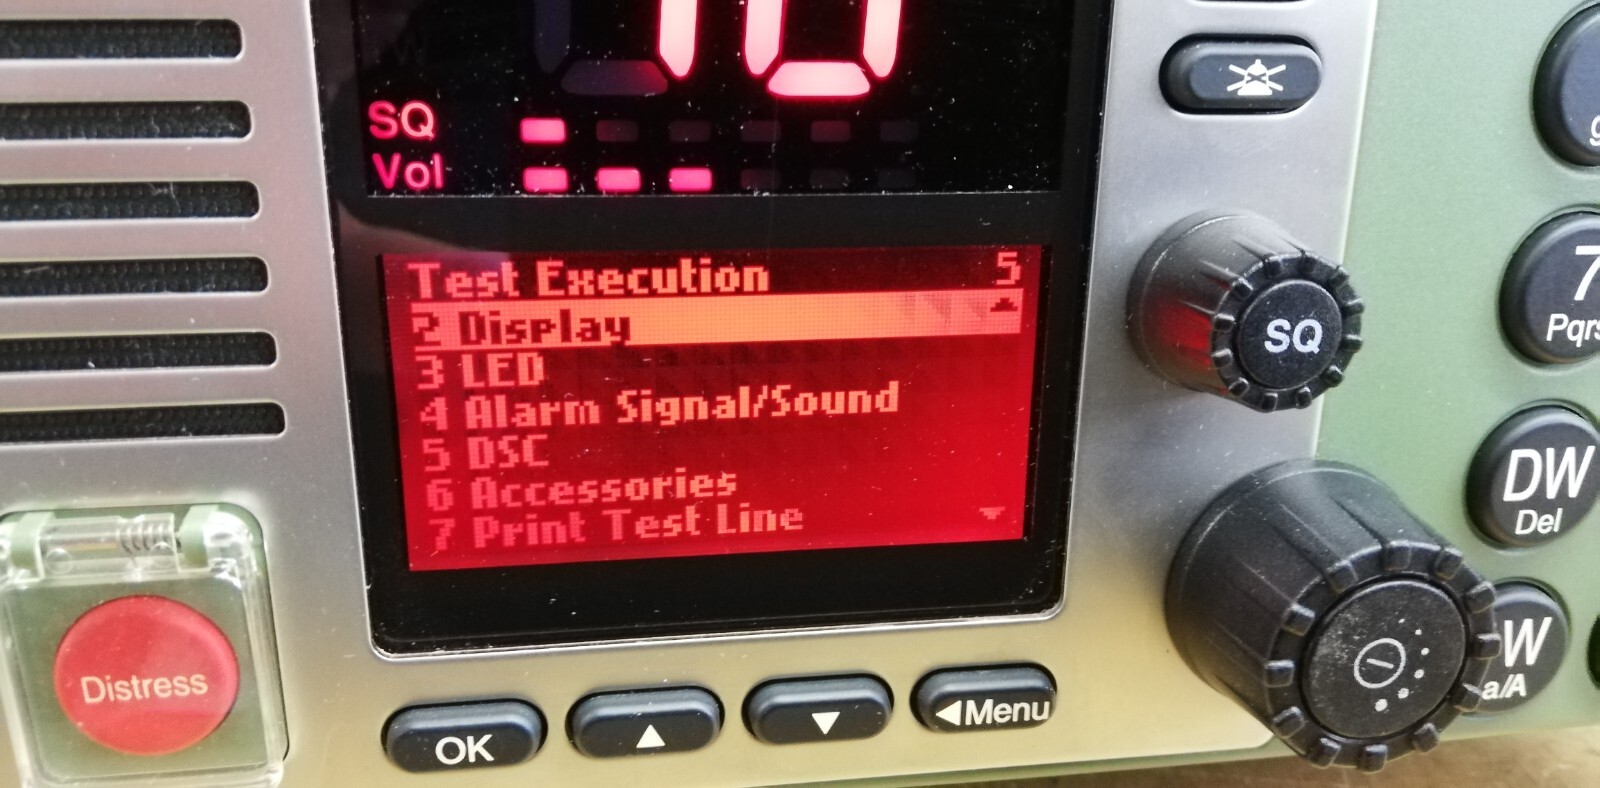 SQ
Vol
Test Execution 5
2 Display
3 LED
4 Alarm Signal/Sound
5 DSC
6 Accessories
7 Print Test Line
SQ
7
Pqrs
DW
Del
W
a/A
Distress
OK
Menu